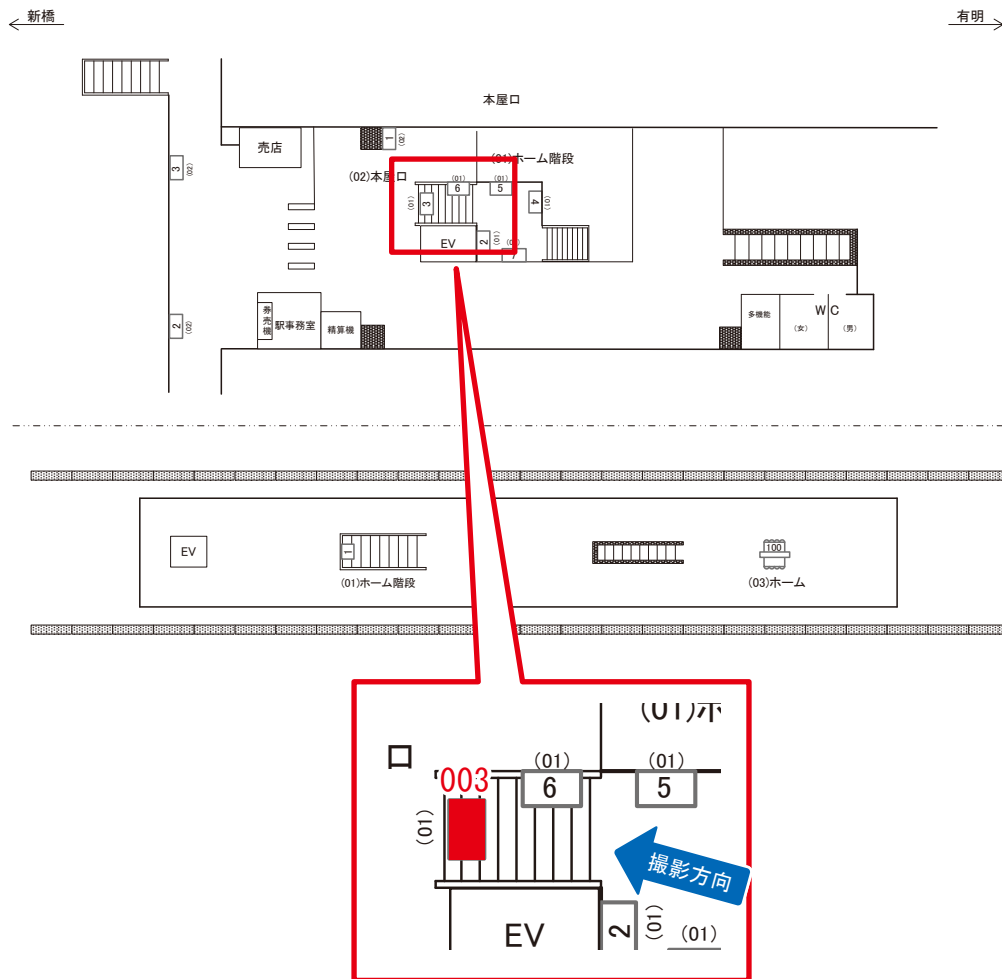 新橋
有明
本屋口
売店
1
(02)
(01)ホーム階段
3
(02)
(02)本屋口
(01)
6
(01)
5
(01)
3
4
(01)
EV
2
(01)
(01)
7
2
(02)
券売機
駅事務室
精算機
多機能
WC
(女)
(男)
EV
1
(01)ホーム階段
100
(03)ホーム
口
(01)ホ
003
(01)
6
(01)
5
(01)
撮影方向
EV
2
(01)
(01)